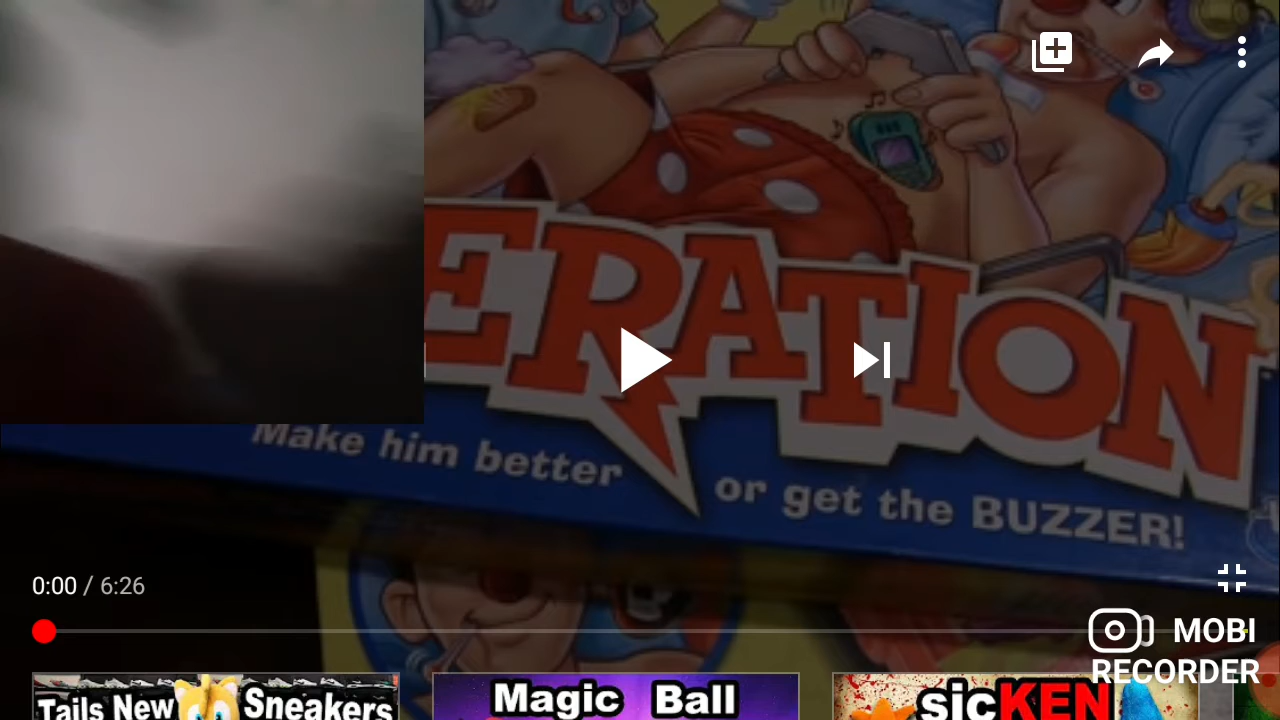 ERATION
Make him better or get the BUZZER!
0:00 / 6:26
MOBI
RECORDER
Tails New Sneakers
Magic Ball
sicKEN